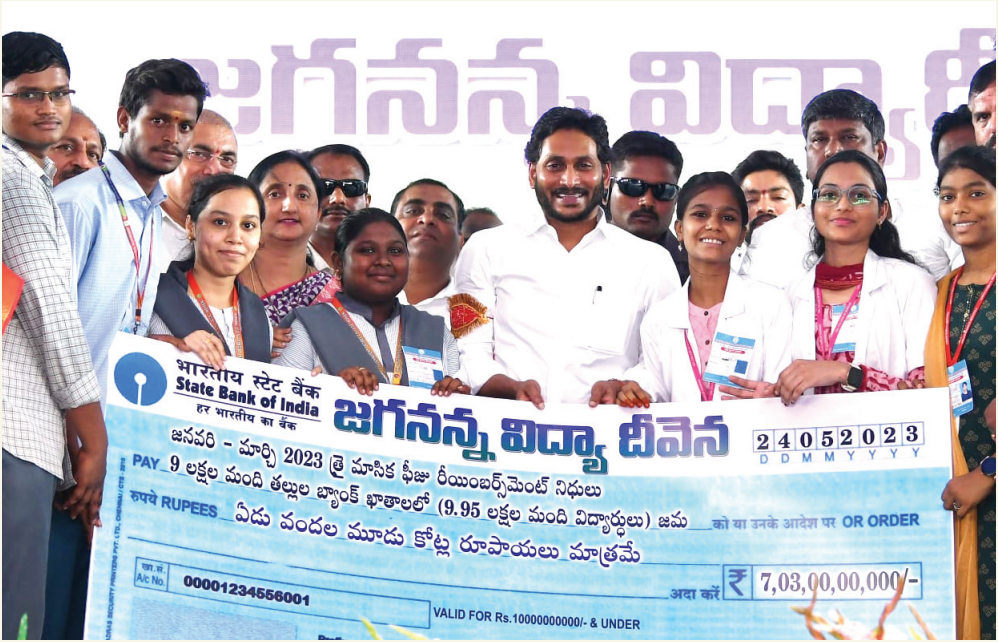 జగనన్న విద్యా దీ
भारतीय स्टेट बैंक
State Bank of India
हर भारतीय का बैंक
జగనన్న విద్యా దీవెన
24052023
D D M M Y Y Y Y
జనవరి - మార్చి 2023 త్రై మాసిక ఫీజు రీయింబర్స్‌మెంట్ నిధులు
PAY 9 లక్షల మంది తల్లుల బ్యాంక్ ఖాతాలలో (9.95 లక్షల మంది విద్యార్థులు) జమ को या उनके आदेश पर OR ORDER
रुपये RUPEES ఏడు వందల మూడు కోట్ల రూపాయలు మాత్రమే
अदा करें ₹ 7,03,00,00,000/-
खा.सं.
A/c No. 00001234556001
VALID FOR Rs.10000000000/- & UNDER